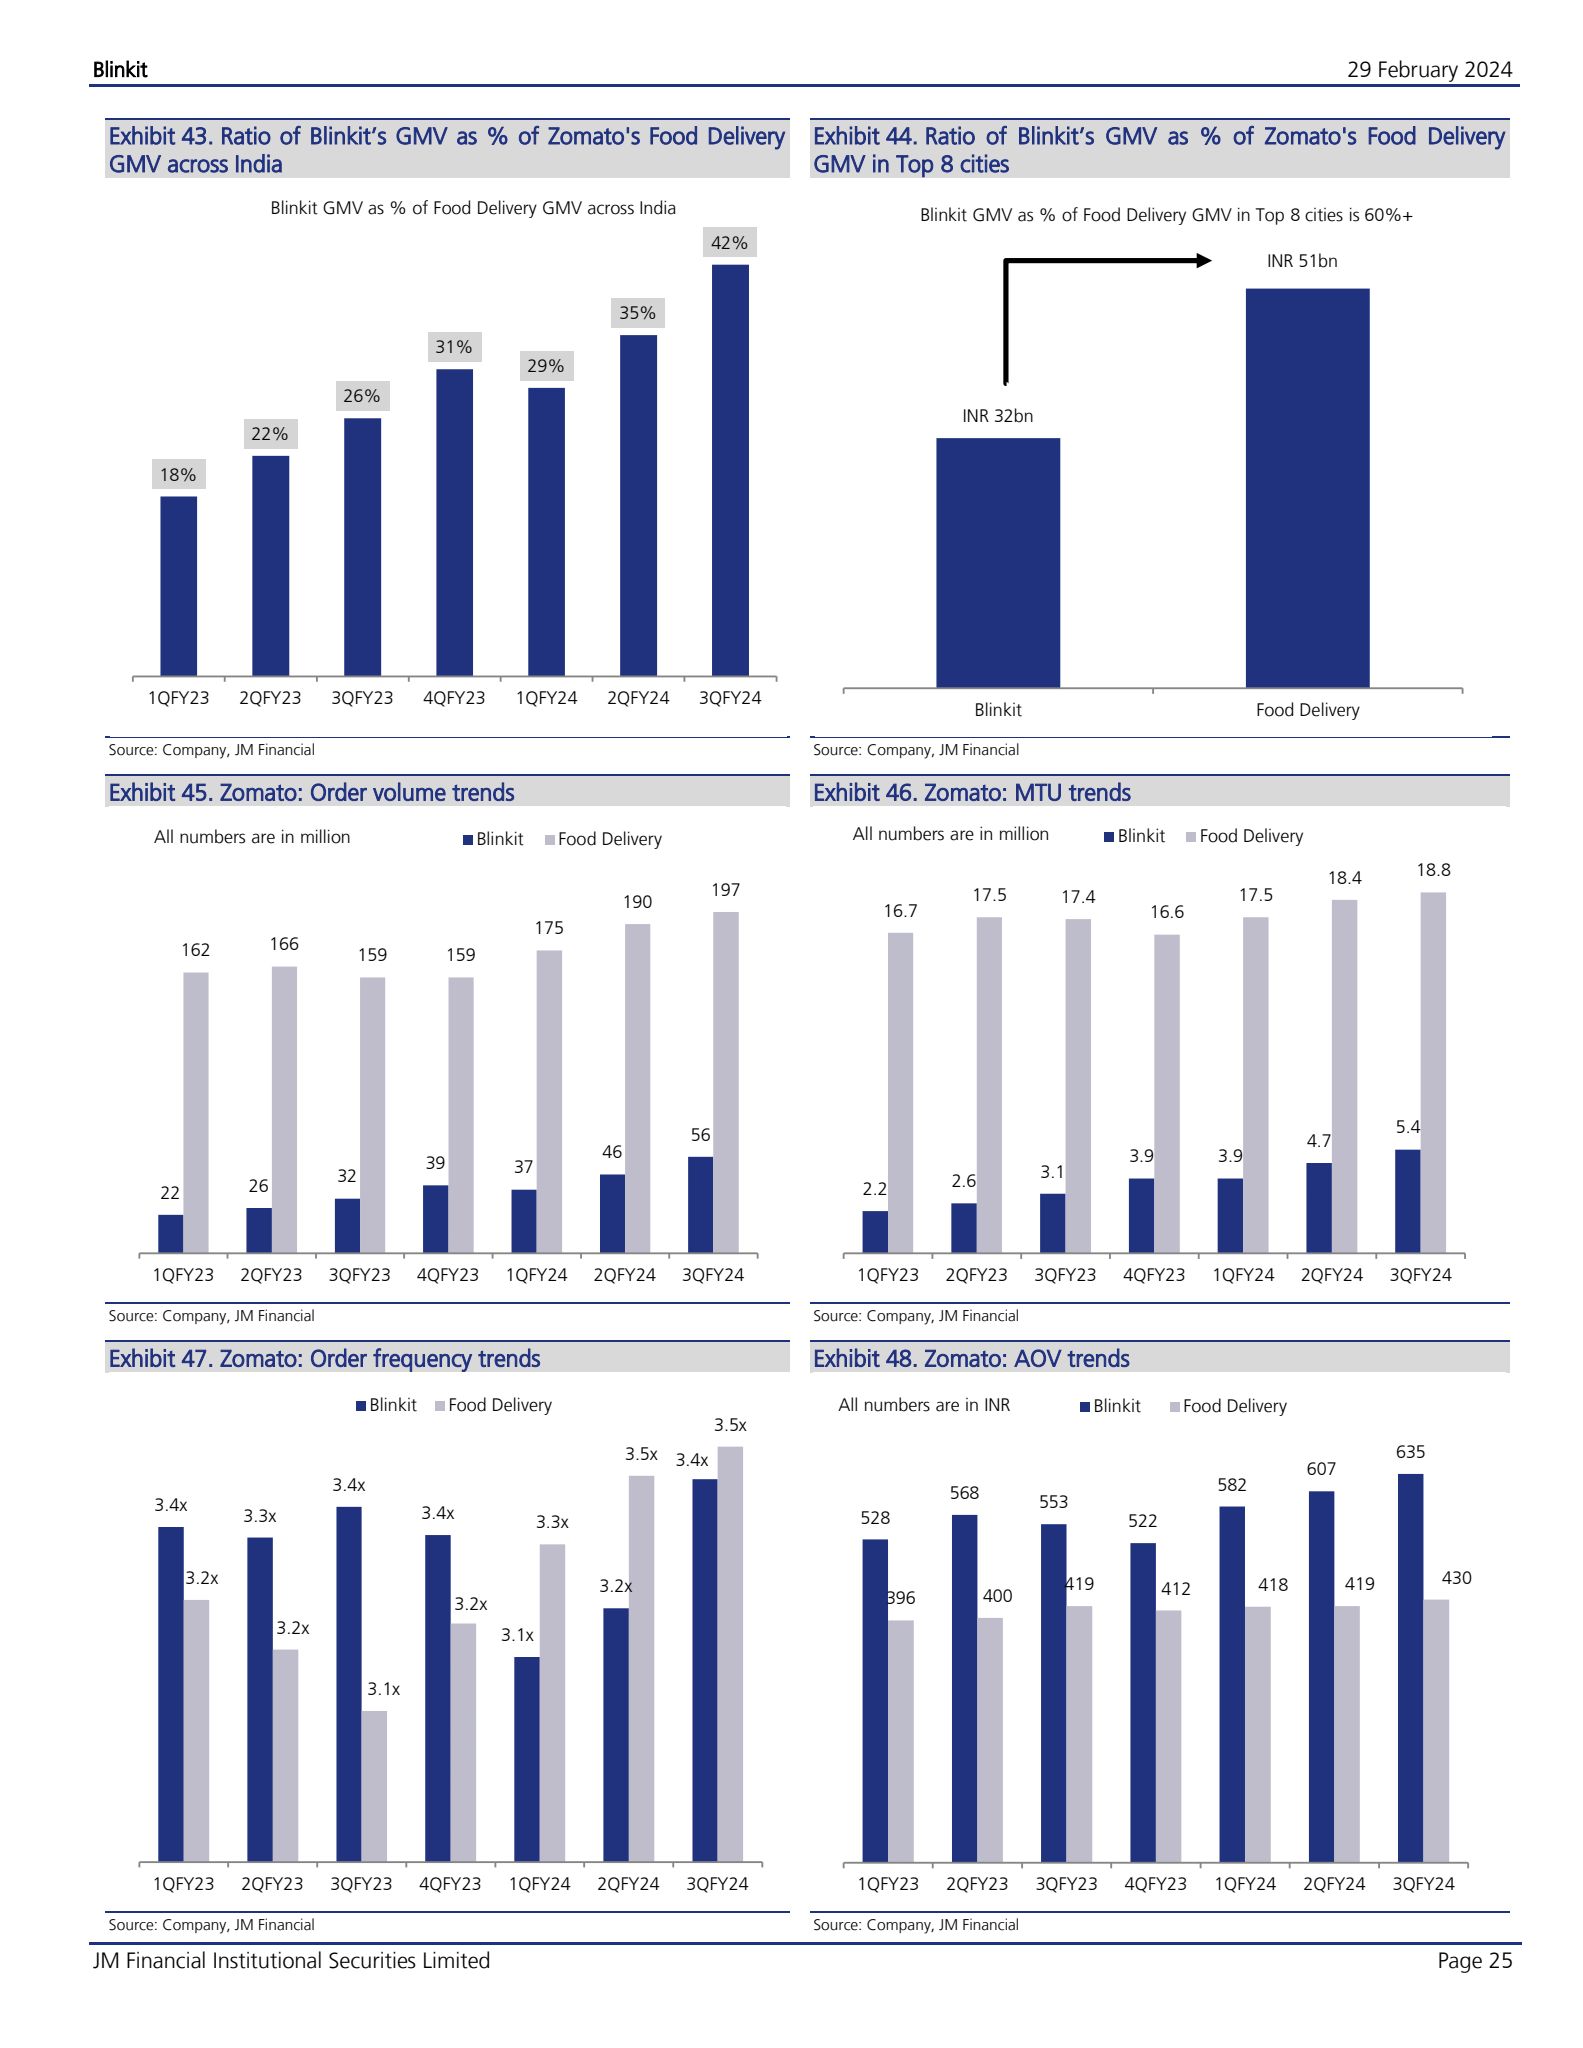 Blinkit
29 February 2024
Exhibit 43. Ratio of Blinkit’s GMV as % of Zomato's Food Delivery
GMV across India
Blinkit GMV as % of Food Delivery GMV across India
18%
22%
26%
31%
29%
35%
42%
1QFY23 2QFY23 3QFY23 4QFY23 1QFY24 2QFY24 3QFY24
Source: Company, JM Financial
Exhibit 44. Ratio of Blinkit’s GMV as % of Zomato's Food Delivery
GMV in Top 8 cities
Blinkit GMV as % of Food Delivery GMV in Top 8 cities is 60%+
INR 32bn
INR 51bn
Blinkit Food Delivery
Source: Company, JM Financial
Exhibit 45. Zomato: Order volume trends
All numbers are in million
Blinkit Food Delivery
162 166 159 159 175 190 197
22 26 32 39 37 46 56
1QFY23 2QFY23 3QFY23 4QFY23 1QFY24 2QFY24 3QFY24
Source: Company, JM Financial
Exhibit 46. Zomato: MTU trends
All numbers are in million
Blinkit Food Delivery
16.7 17.5 17.4 16.6 17.5 18.4 18.8
2.2 2.6 3.1 3.9 3.9 4.7 5.4
1QFY23 2QFY23 3QFY23 4QFY23 1QFY24 2QFY24 3QFY24
Source: Company, JM Financial
Exhibit 47. Zomato: Order frequency trends
Blinkit Food Delivery
3.4x 3.3x 3.4x 3.4x 3.1x 3.2x 3.4x
3.2x 3.2x 3.1x 3.2x 3.3x 3.5x 3.5x
1QFY23 2QFY23 3QFY23 4QFY23 1QFY24 2QFY24 3QFY24
Source: Company, JM Financial
Exhibit 48. Zomato: AOV trends
All numbers are in INR
Blinkit Food Delivery
528 568 553 522 582 607 635
396 400 419 412 418 419 430
1QFY23 2QFY23 3QFY23 4QFY23 1QFY24 2QFY24 3QFY24
Source: Company, JM Financial
JM Financial Institutional Securities Limited
Page 25